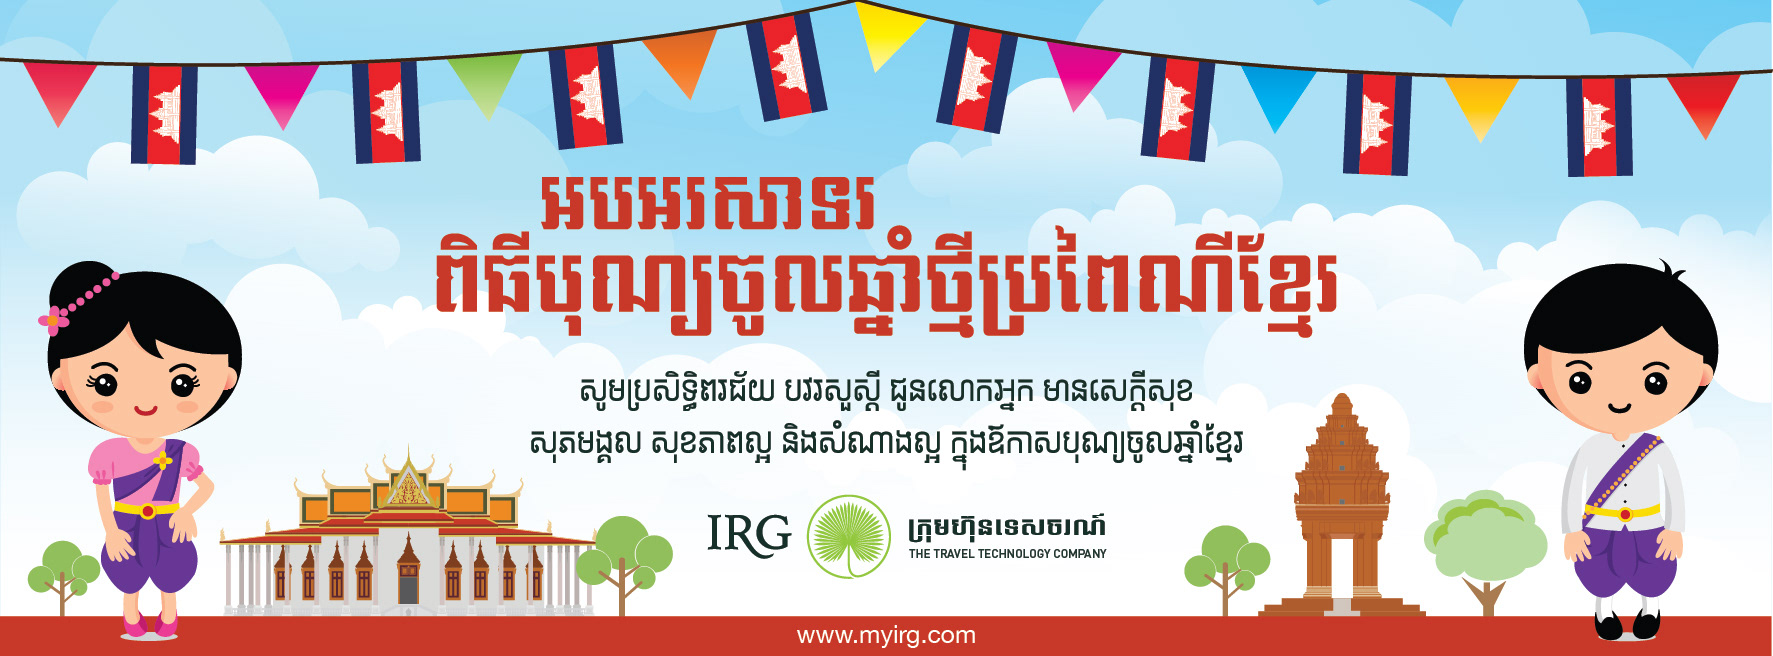 អបអរសាទរ
ពិធីបុណ្យចូលឆ្នាំថ្មីប្រពៃណីខ្មែរ
សូមប្រសិទ្ធិពរជ័យ បវរសួស្តី ជូនលោកអ្នក មានសេក្តីសុខ
សុភមង្គល សុខភាពល្អ និងសំណាងល្អ ក្នុងឱកាសបុណ្យចូលឆ្នាំខ្មែរ
IRG
ក្រុមហ៊ុនទេសចរណ៍
THE TRAVEL TECHNOLOGY COMPANY
www.myirg.com